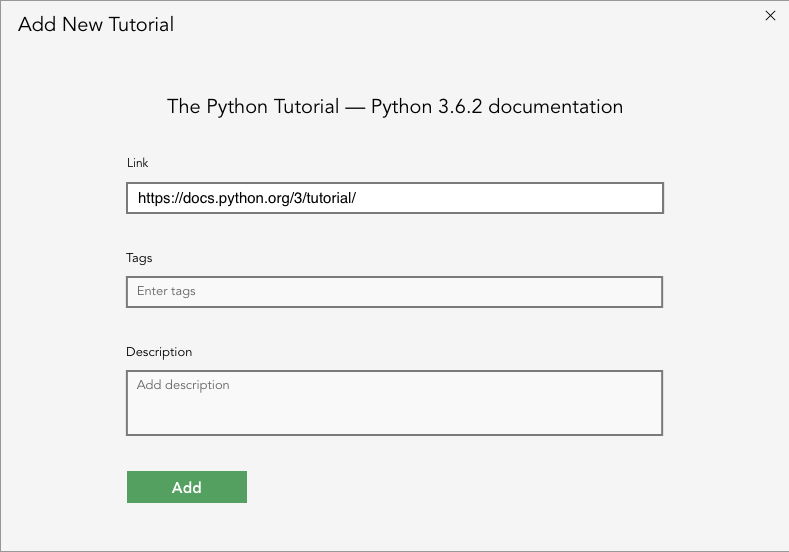 Add New Tutorial
The Python Tutorial — Python 3.6.2 documentation
Link
https://docs.python.org/3/tutorial/
Tags
Enter tags
Description
Add description
Add